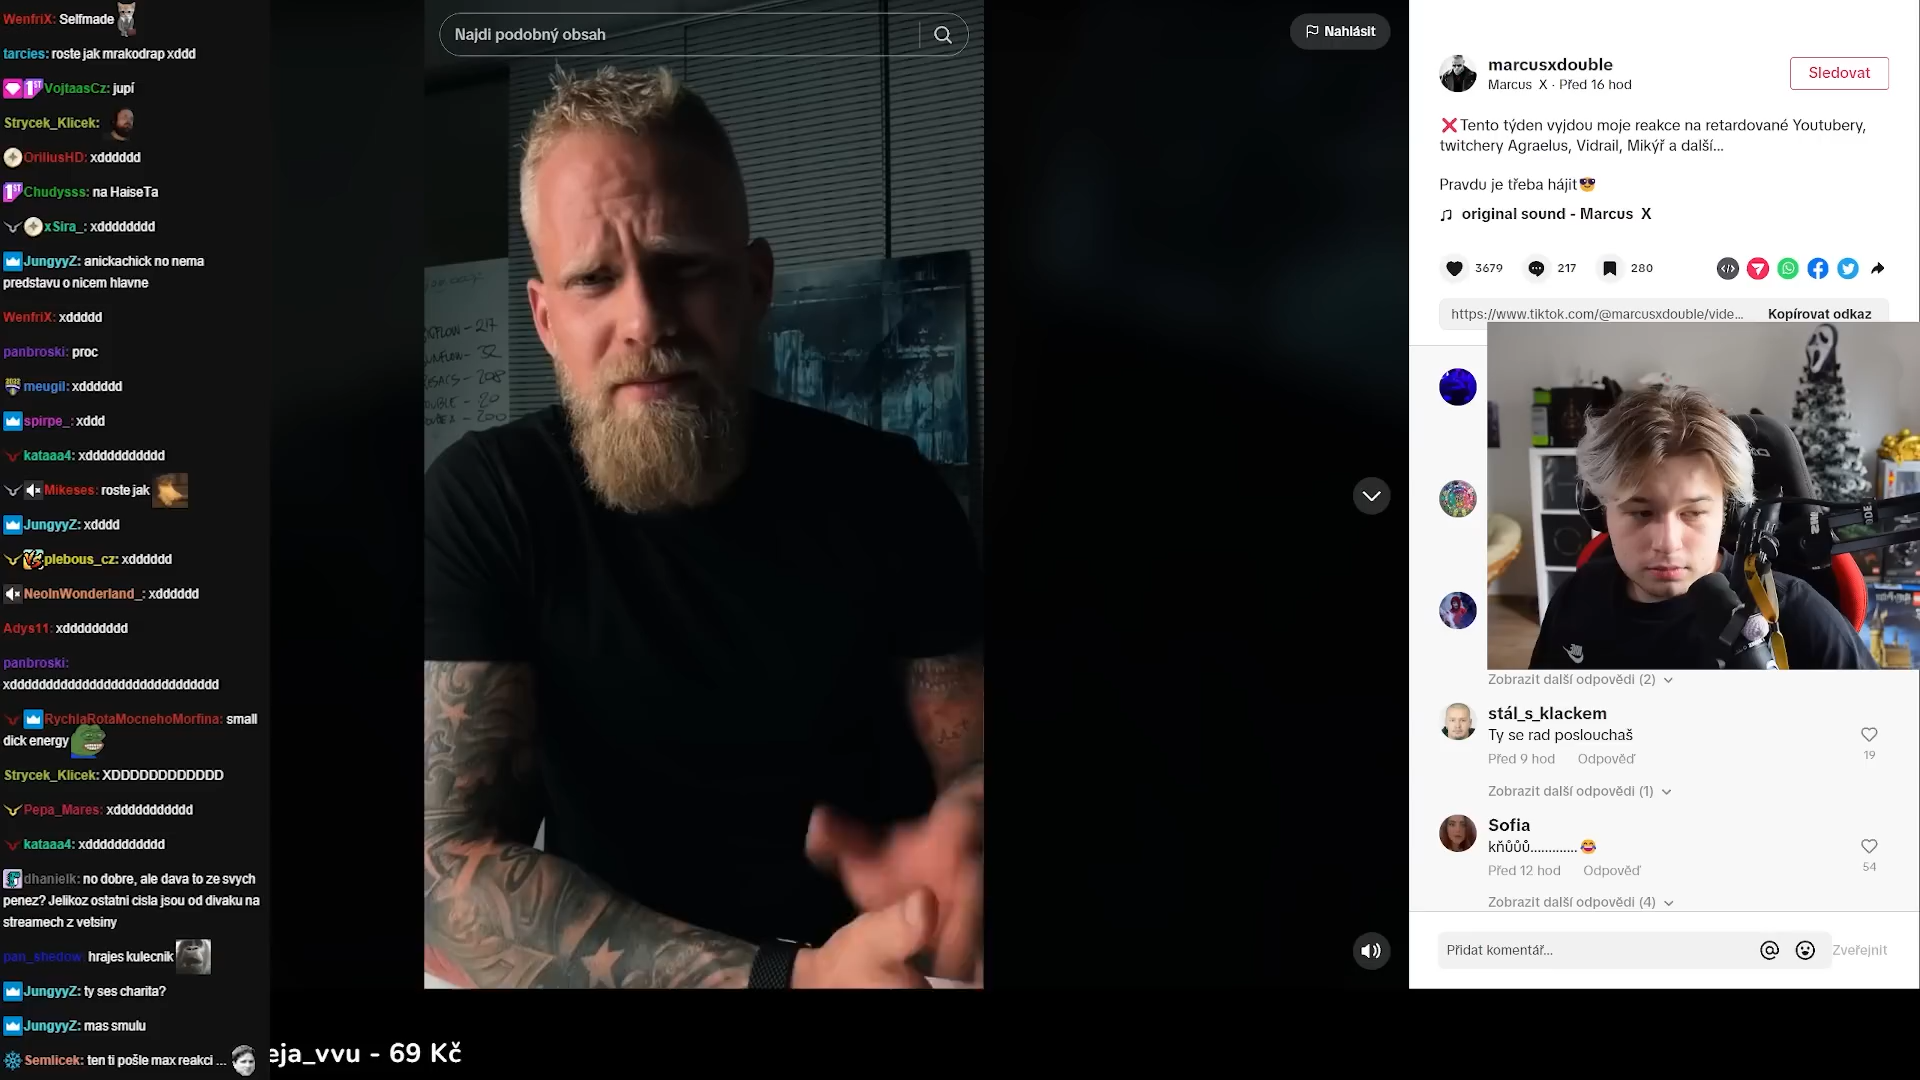 WenfriX: Selfmade
tarcies: roste jak mrakodrap xddd
VojtaasCz: jupí
Strycek_Klicek:
OriliusHD: xdddddd
Chudysss: na HaiseTa
xSira_: xdddddddd
JungyyZ: anickachick no nema
predstavu o nicem hlavne
WenfriX: xddddd
panbroski: proc
meugil: xdddddd
spirpe_: xddd
kataaa4: xddddddddddd
Mikeses: roste jak
JungyyZ: xdddd
plebous_cz: xdddddd
NeoInWonderland_: xdddddd
Adys11: xddddddddd
panbroski:
xdddddddddddddddddddddddddddd
RychlaRotaMocnehoMorfina: small
dick energy
Strycek_Klicek: XDDDDDDDDDDDD
Pepa_Mares: xddddddddddd
kataaa4: xddddddddddd
dhanielk: no dobre, ale dava to ze svych
penez? Jelikoz ostatni cisla jsou od divaku na
streamech z vetsiny
pan_shedow: hrajes kulecnik
JungyyZ: ty ses charita?
JungyyZ: mas smulu
Semlicek: ten ti pošle max reakci ...
Najdi podobný obsah
Nahlásit
eja_vvu - 69 Kč
marcusxdouble
Marcus X · Před 16 hod
Sledovat
❌Tento týden vyjdou moje reakce na retardované Youtubery,
twitchery Agraelus, Vidrail, Mikýř a další...
Pravdu je třeba hájit😎
original sound - Marcus X
3679
217
280
https://www.tiktok.com/@marcusxdouble/vide...
Kopírovat odkaz
Zobrazit další odpovědi (2)
stál_s_klackem
Ty se rad posloucháš
19
Před 9 hod Odpověď
Zobrazit další odpovědi (1)
Sofia
kňůůů.............😂
54
Před 12 hod Odpověď
Zobrazit další odpovědi (4)
Přidat komentář...
Zveřejnit